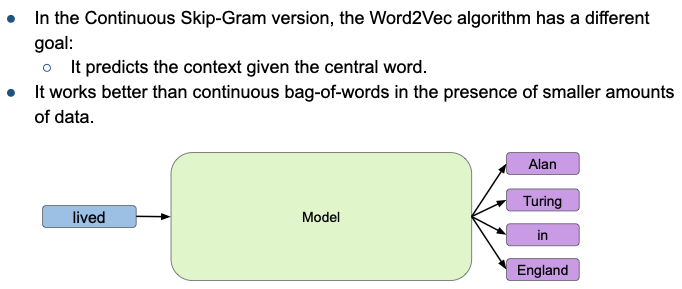 ● In the Continuous Skip-Gram version, the Word2Vec algorithm has a different
goal:
○ It predicts the context given the central word.
● It works better than continuous bag-of-words in the presence of smaller amounts
of data.
lived
Model
Alan
Turing
in
England